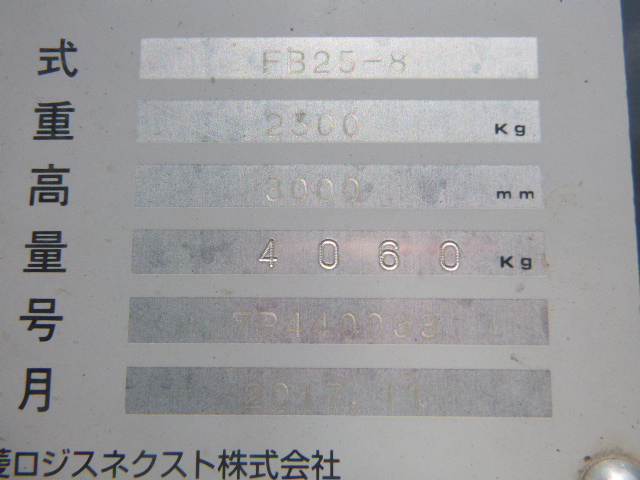 式 FB25-8
重 2500 Kg
高 3000 mm
量 4060 Kg
号
月 2017.11
菱ロジスネクスト株式会社